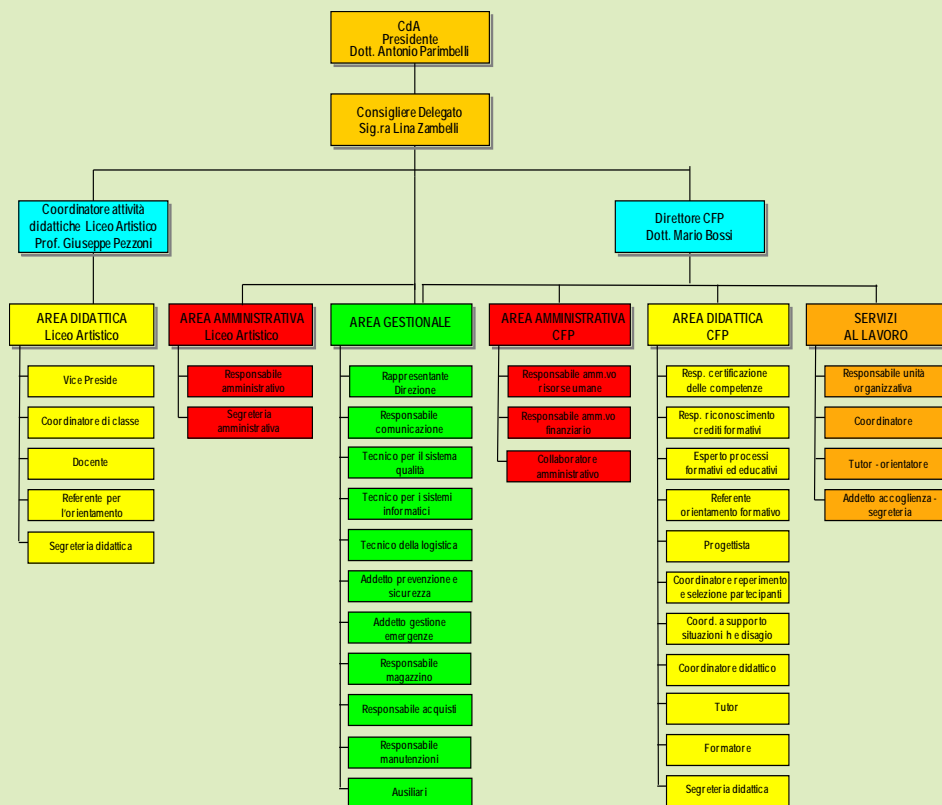 CdA
Presidente
Dott. Antonio Parimbelli
Consigliere Delegato
Sig.ra Lina Zambelli
Coordinatore attività
didattiche Liceo Artistico
Prof. Giuseppe Pezzoni
Direttore CFP
Dott. Mario Bossi
AREA DIDATTICA
Liceo Artistico
Vice Preside
Coordinatore di classe
Docente
Referente per
l'orientamento
Segreteria didattica
AREA AMMINISTRATIVA
Liceo Artistico
Responsabile
amministrativo
Segreteria
amministrativa
AREA GESTIONALE
Rappresentante
Direzione
Responsabile
comunicazione
Tecnico per il sistema
qualità
Tecnico per i sistemi
informatici
Tecnico della logistica
Addetto prevenzione e
sicurezza
Addetto gestione
emergenze
Responsabile
magazzino
Responsabile acquisti
Responsabile
manutenzioni
Ausiliari
AREA AMMINISTRATIVA
CFP
Responsabile amm.vo
risorse umane
Responsabile amm.vo
finanziario
Collaboratore
amministrativo
AREA DIDATTICA
CFP
Resp. certificazione
delle competenze
Resp. riconoscimento
crediti formativi
Esperto processi
formativi ed educativi
Referente
orientamento formativo
Progettista
Coordinatore reperimento
e selezione partecipanti
Coord. a supporto
situazioni h e disagio
Coordinatore didattico
Tutor
Formatore
Segreteria didattica
SERVIZI
AL LAVORO
Responsabile unità
organizzativa
Coordinatore
Tutor - orientatore
Addetto accoglienza -
segreteria